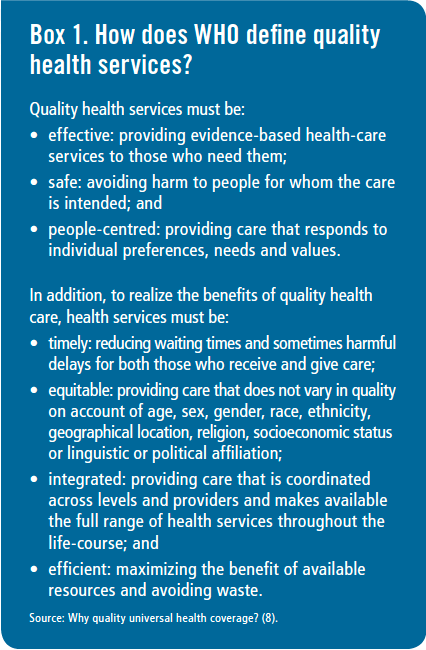 Box 1. How does WHO define quality
health services?
Quality health services must be:
• effective: providing evidence-based health-care
services to those who need them;
• safe: avoiding harm to people for whom the care
is intended; and
• people-centred: providing care that responds to
individual preferences, needs and values.
In addition, to realize the benefits of quality health
care, health services must be:
• timely: reducing waiting times and sometimes harmful
delays for both those who receive and give care;
• equitable: providing care that does not vary in quality
on account of age, sex, gender, race, ethnicity,
geographical location, religion, socioeconomic status
or linguistic or political affiliation;
• integrated: providing care that is coordinated
across levels and providers and makes available
the full range of health services throughout the
life-course; and
• efficient: maximizing the benefit of available
resources and avoiding waste.
Source: Why quality universal health coverage? (8).